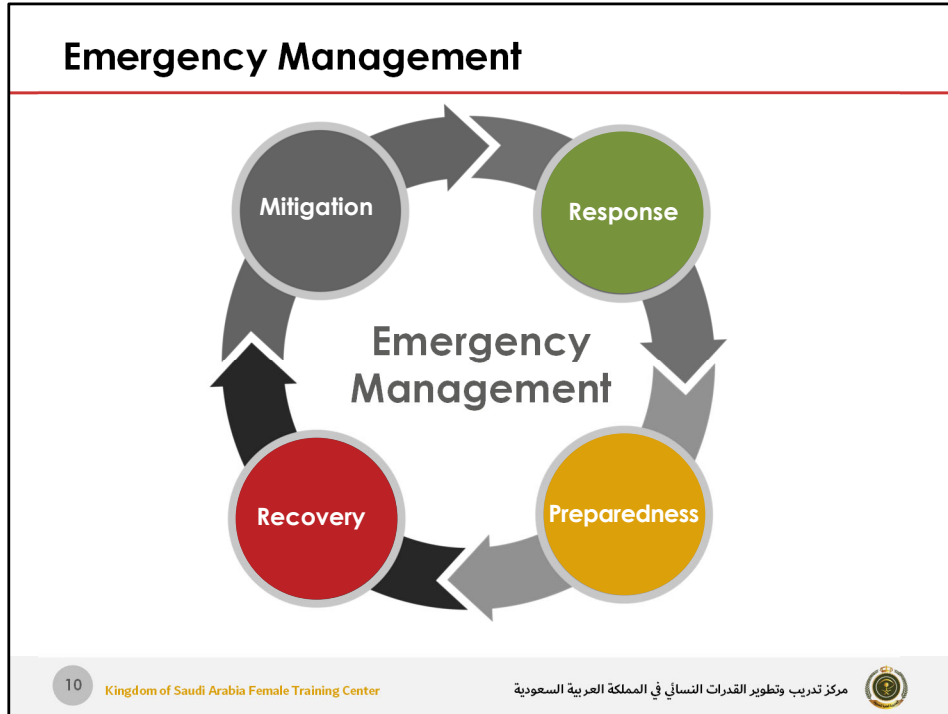 Emergency Management
Mitigation
Response
Emergency
Management
Recovery
Preparedness
10
Kingdom of Saudi Arabia Female Training Center
مركز تدريب وتطوير القدرات النسائي في المملكة العربية السعودية